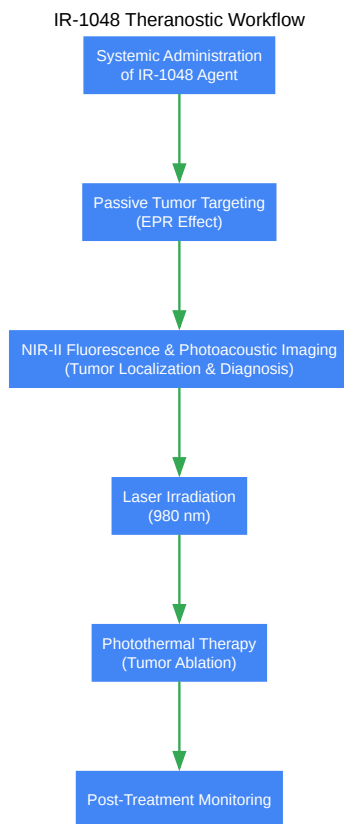 IR-1048 Theranostic Workflow
Systemic Administration
of IR-1048 Agent
Passive Tumor Targeting
(EPR Effect)
NIR-II Fluorescence & Photoacoustic Imaging
(Tumor Localization & Diagnosis)
Laser Irradiation
(980 nm)
Photothermal Therapy
(Tumor Ablation)
Post-Treatment Monitoring